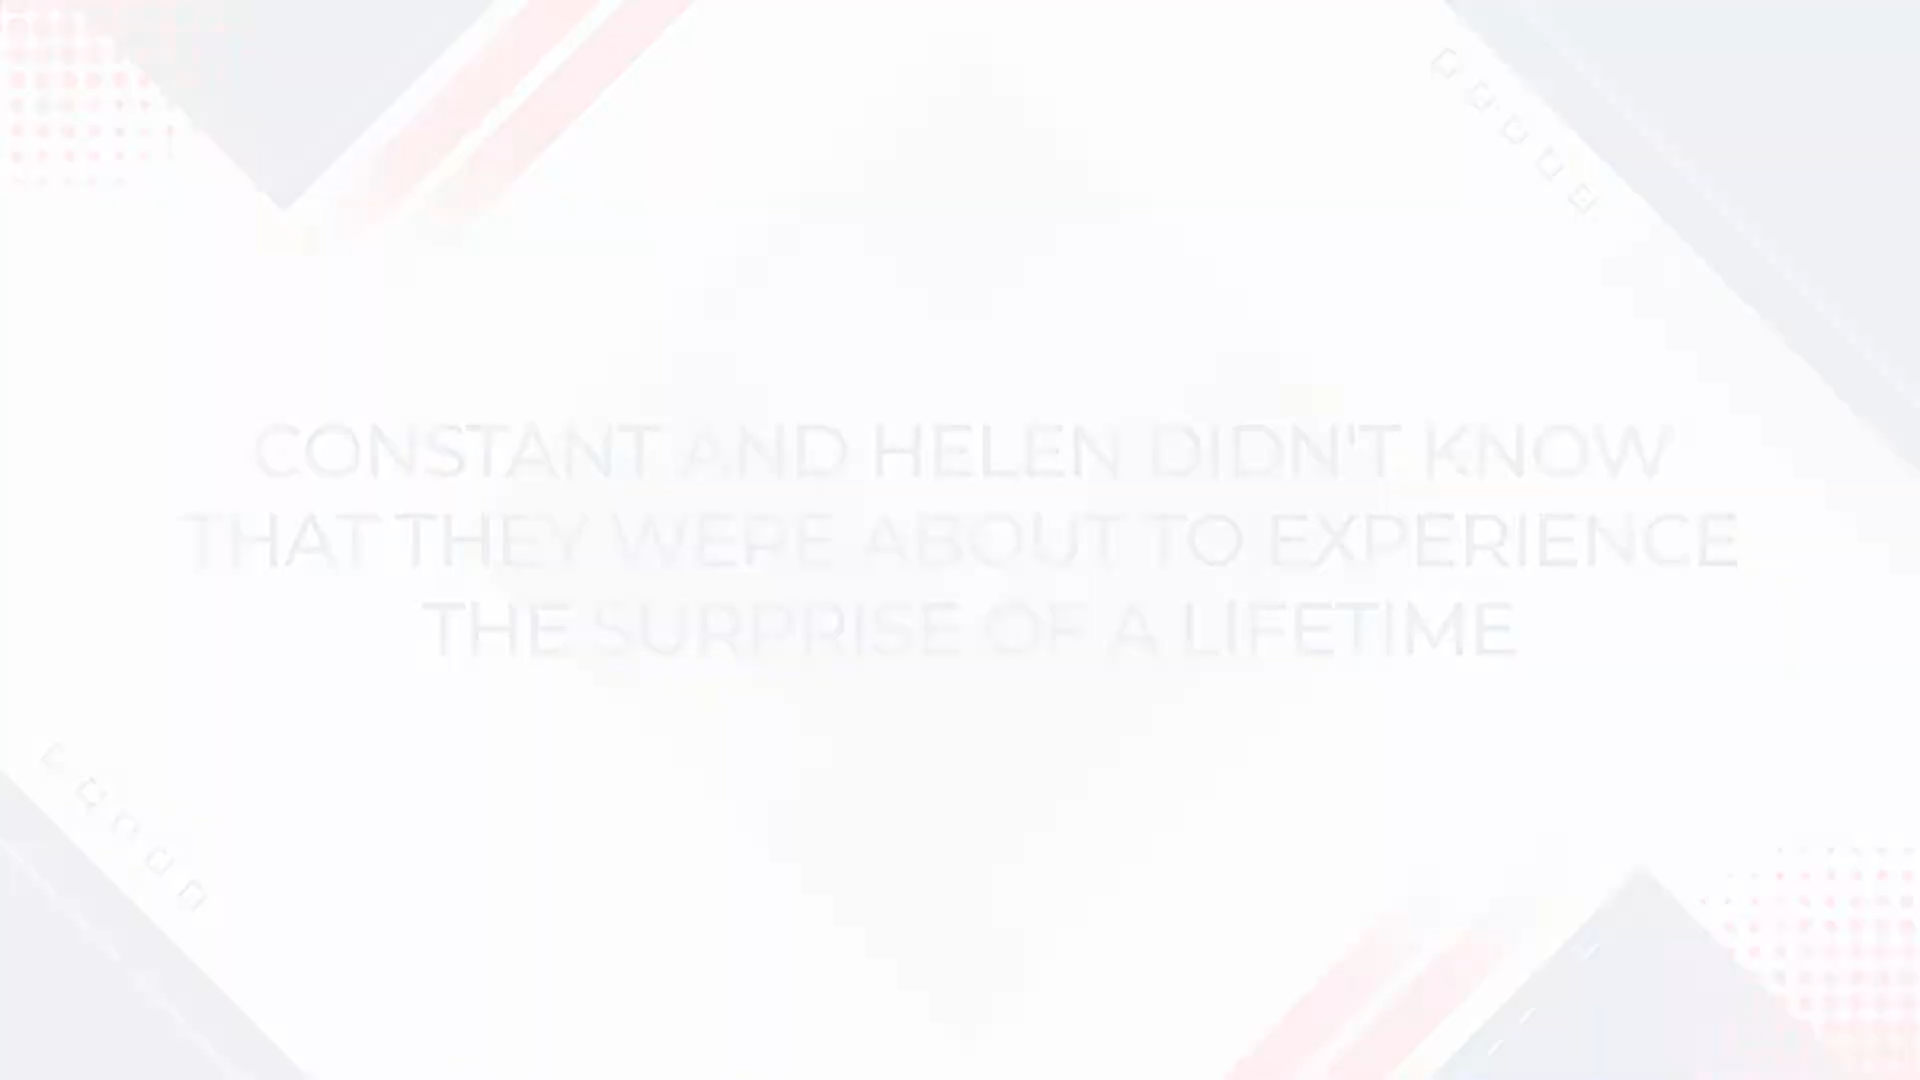 CONSTANT AND HELEN DIDN'T KNOW
THAT THEY WERE ABOUT TO EXPERIENCE
THE SURPRISE OF A LIFETIME